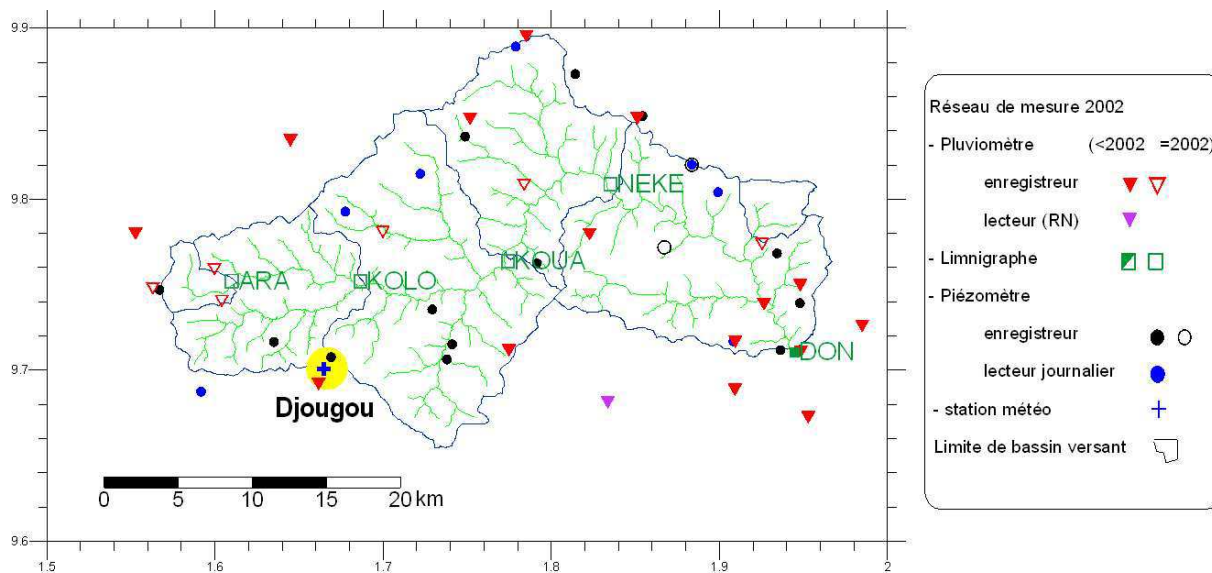 9.9
9.8
9.7
9.6
1.5
1.6
1.7
1.8
1.9
2
NEKE
ARA
KOLO
KOUA
DON
Djougou
0 5 10 15 20 km
Réseau de mesure 2002
- Pluviomètre (<2002 =2002)
enregistreur
lecteur (RN)
- Limnigraphe
- Piézomètre
enregistreur
lecteur journalier
- station météo
Limite de bassin versant